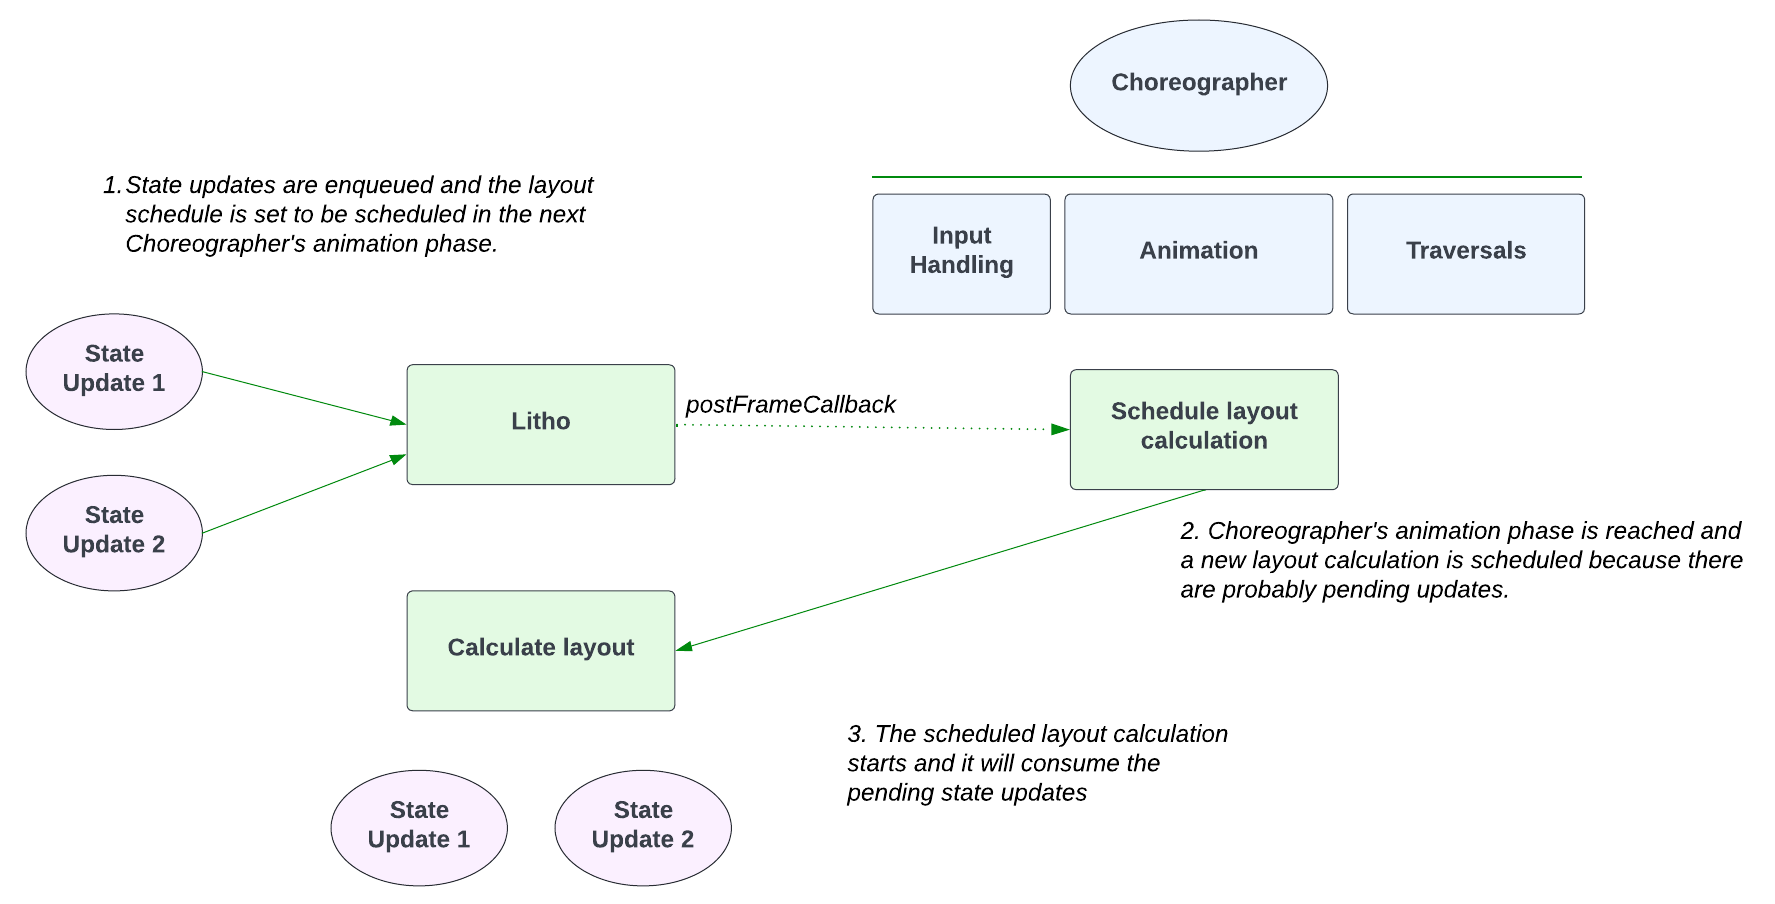 Choreographer
1. State updates are enqueued and the layout
schedule is set to be scheduled in the next
Choreographer's animation phase.
Input
Handling
Animation
Traversals
State
Update 1
Litho
postFrameCallback
Schedule layout
calculation
State
Update 2
2. Choreographer's animation phase is reached and
a new layout calculation is scheduled because there
are probably pending updates.
Calculate layout
3. The scheduled layout calculation
starts and it will consume the
pending state updates
State
Update 1
State
Update 2